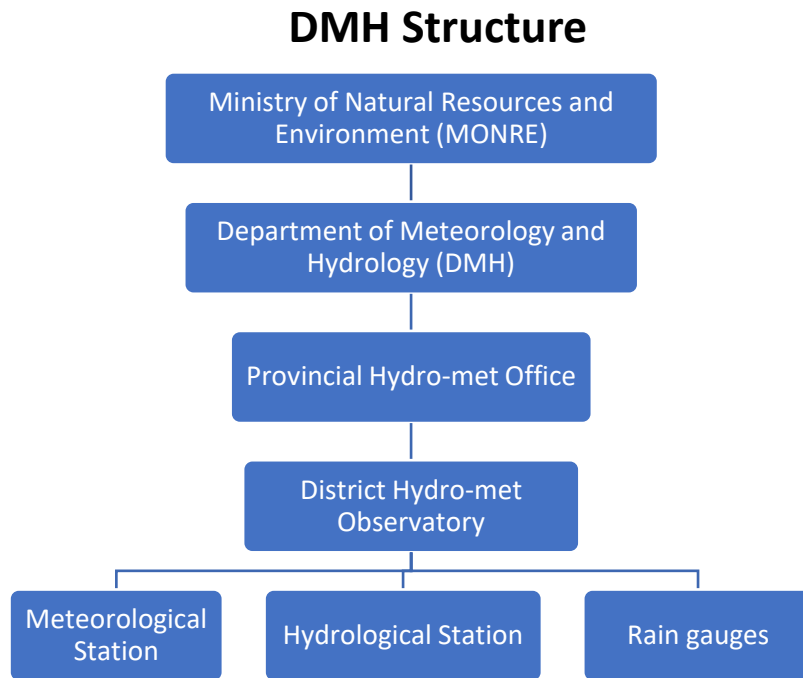 DMH Structure
Ministry of Natural Resources and
Environment (MONRE)
Department of Meteorology and
Hydrology (DMH)
Provincial Hydro-met Office
District Hydro-met
Observatory
Meteorological
Station
Hydrological Station
Rain gauges